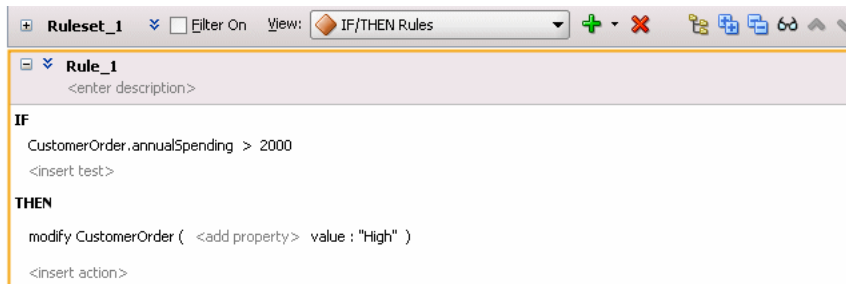 Ruleset_1 Filter On View: IF/THEN Rules
Rule_1
<enter description>
IF
CustomerOrder.annualSpending > 2000
<insert test>
THEN
modify CustomerOrder ( <add property> value : "High" )
<insert action>